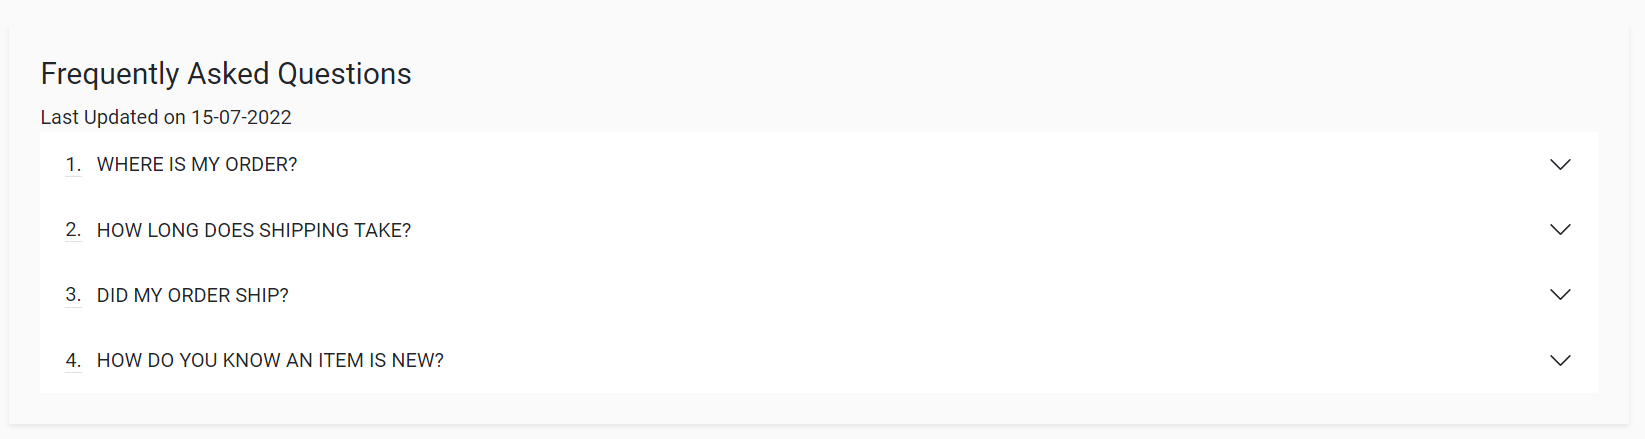 Frequently Asked Questions
Last Updated on 15-07-2022
1. WHERE IS MY ORDER?
2. HOW LONG DOES SHIPPING TAKE?
3. DID MY ORDER SHIP?
4. HOW DO YOU KNOW AN ITEM IS NEW?